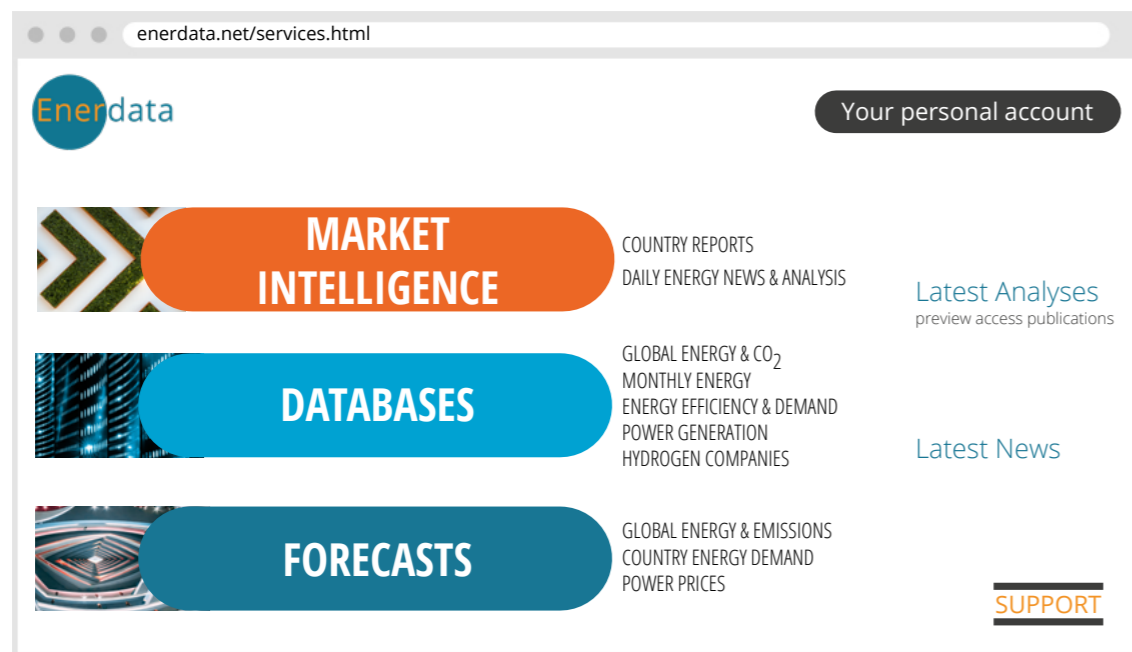 enerdata.net/services.html
Enerdata
Your personal account
MARKET
INTELLIGENCE
COUNTRY REPORTS
DAILY ENERGY NEWS & ANALYSIS
Latest Analyses
preview access publications
DATABASES
GLOBAL ENERGY & CO2
MONTHLY ENERGY
ENERGY EFFICIENCY & DEMAND
POWER GENERATION
HYDROGEN COMPANIES
Latest News
FORECASTS
GLOBAL ENERGY & EMISSIONS
COUNTRY ENERGY DEMAND
POWER PRICES
SUPPORT